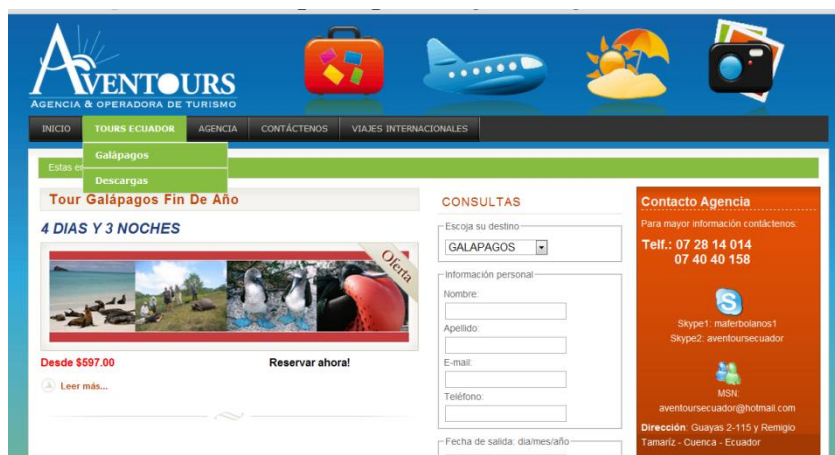 AVENTOURS
AGENCIA & OPERADORA DE TURISMO
INICIO TOURS ECUADOR AGENCIA CONTÁCTENOS VIAJES INTERNACIONALES
Galápagos
Descargas
Estas en
Tour Galápagos Fin De Año
4 DIAS Y 3 NOCHES
Oferta
Desde $597.00 Reservar ahora!
Leer más...
CONSULTAS
Escoja su destino
GALAPAGOS
Información personal
Nombre:
Apellido:
E-mail:
Teléfono:
Fecha de salida: dia/mes/año
Contacto Agencia
Para mayor información contáctenos:
Telf.: 07 28 14 014
07 40 40 158
Skype1: maferbolanos1
Skype2: aventoursecuador
MSN:
aventoursecuador@hotmail.com
Dirección: Guayas 2-115 y Remigio
Tamaríz - Cuenca - Ecuador